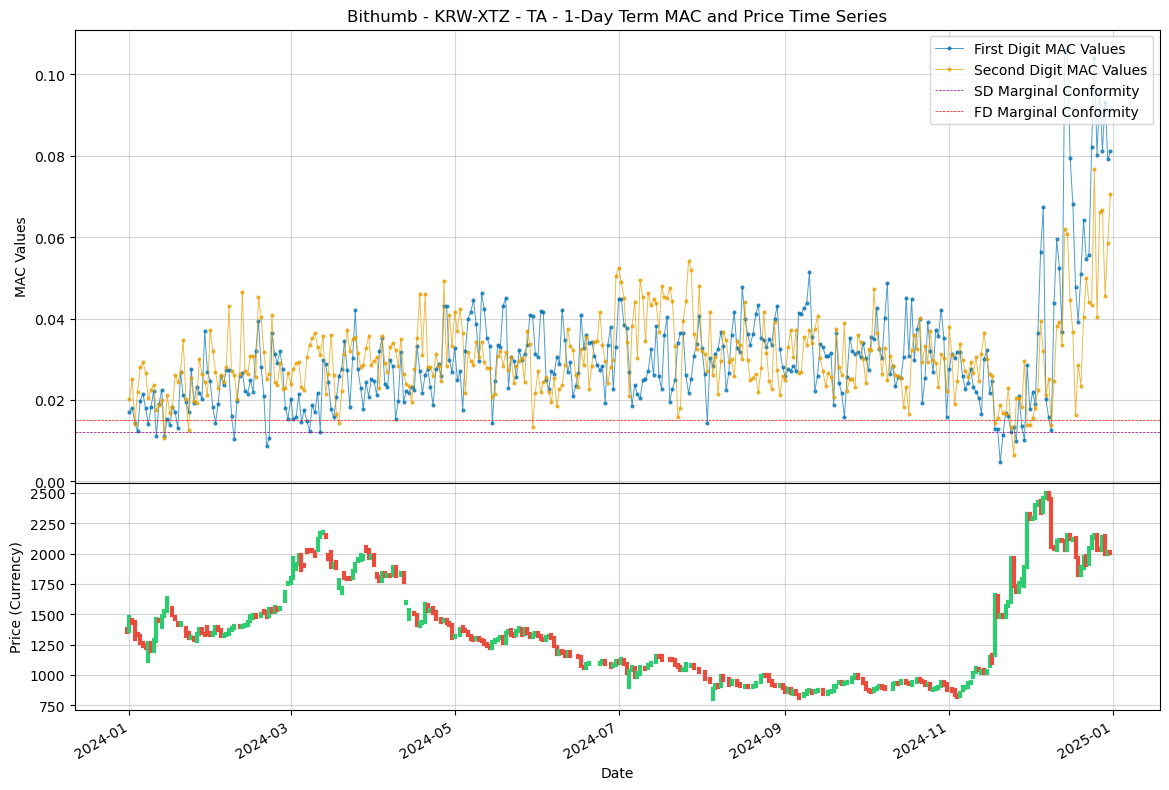 Bithumb - KRW-XTZ - TA - 1-Day Term MAC and Price Time Series
First Digit MAC Values
Second Digit MAC Values
SD Marginal Conformity
FD Marginal Conformity
MAC Values
0.10
0.08
0.06
0.04
0.02
0.00
Price (Currency)
2500
2250
2000
1750
1500
1250
1000
750
2024-01
2024-03
2024-05
2024-07
2024-09
2024-11
2025-01
Date